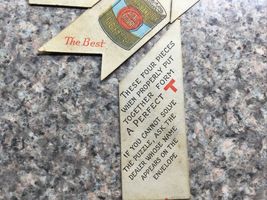 The Best
THESE FOUR PIECES
WHEN PROPERLY PUT
TOGETHER FORM
A PERFECT T
IF YOU CANNOT SOLVE
THE PUZZLE, ASK THE
DEALER WHOSE NAME
APPEARS ON THE
ENVELOPE.